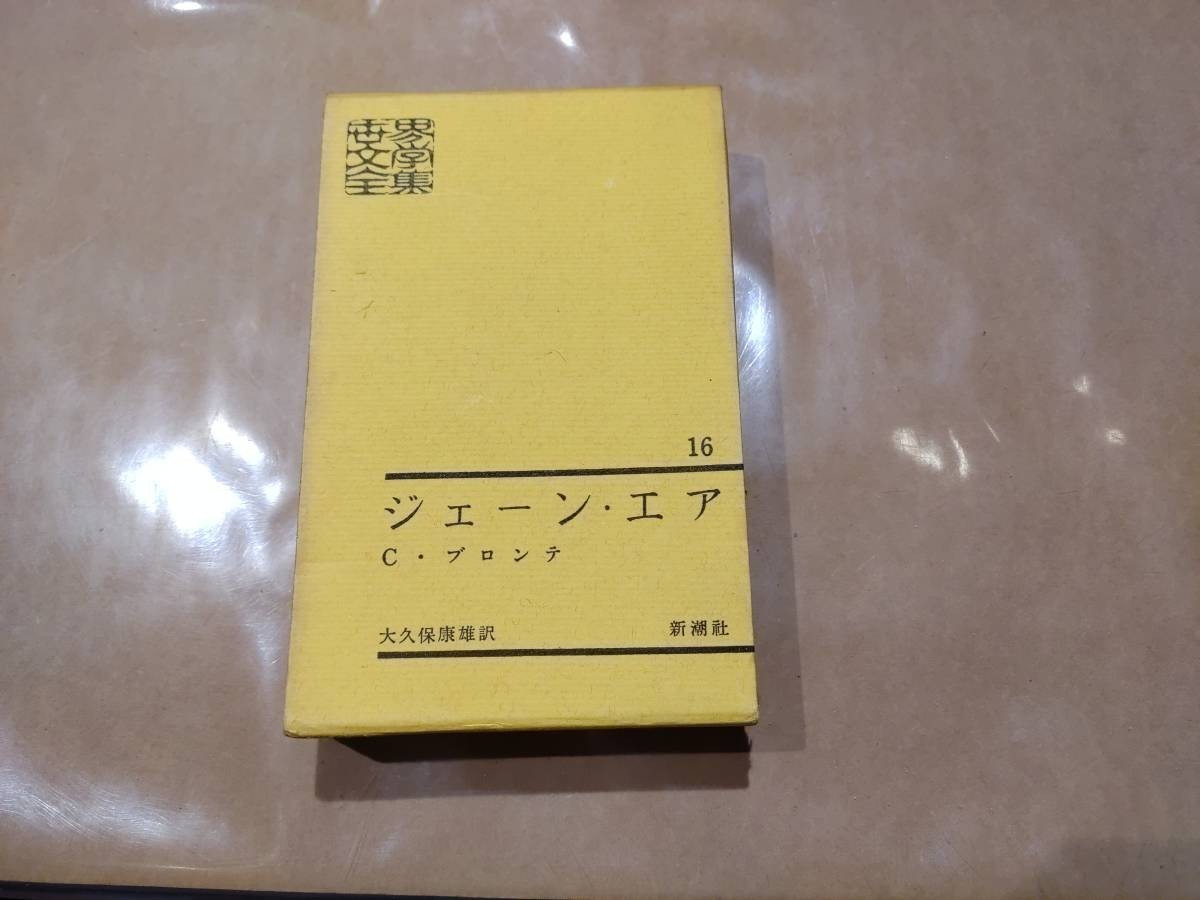 世界
文学
全集
16
ジェーン・エア
C・ブロンテ
大久保康雄訳
新潮社